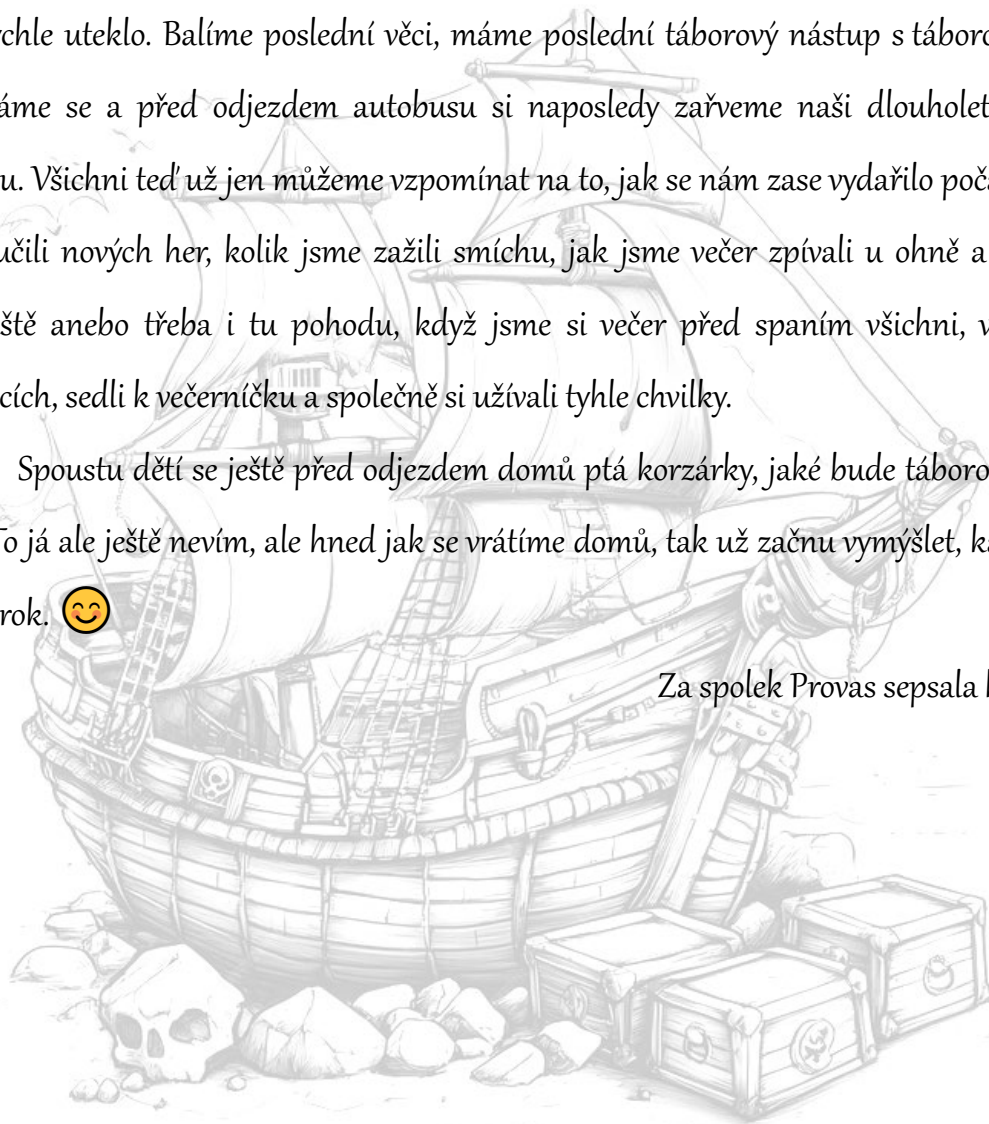 ychle uteklo. Balíme poslední věci, máme poslední táborový nástup s táboro
áme se a před odjezdem autobusu si naposledy zařveme naši dlouholet
u. Všichni teď už jen můžeme vzpomínat na to, jak se nám zase vydařilo poča
učili nových her, kolik jsme zažili smíchu, jak jsme večer zpívali u ohně a
ště anebo třeba i tu pohodu, když jsme si večer před spaním všichni, v
cích, sedli k večerníčku a společně si užívali tyhle chvilky.
Spoustu dětí se ještě před odjezdem domů ptá korzárky, jaké bude táboro
To já ale ještě nevím, ale hned jak se vrátíme domů, tak už začnu vymýšlet, ka
rok. 😊
Za spolek Provas sepsala